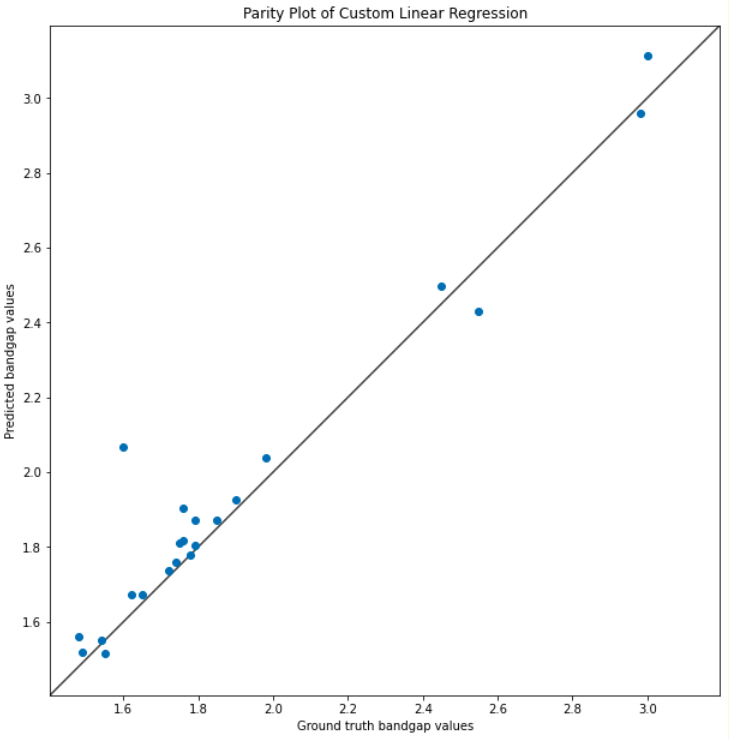 Parity Plot of Custom Linear Regression
Predicted bandgap values
3.0
2.8
2.6
2.4
2.2
2.0
1.8
1.6
1.6 1.8 2.0 2.2 2.4 2.6 2.8 3.0
Ground truth bandgap values